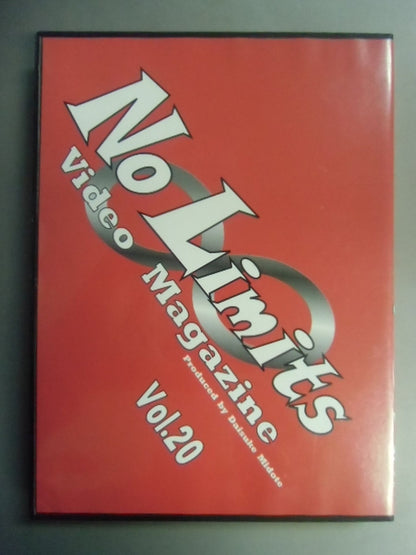 No Limits
Video Magazine
Produced by Daisuke Midote
Vol.20